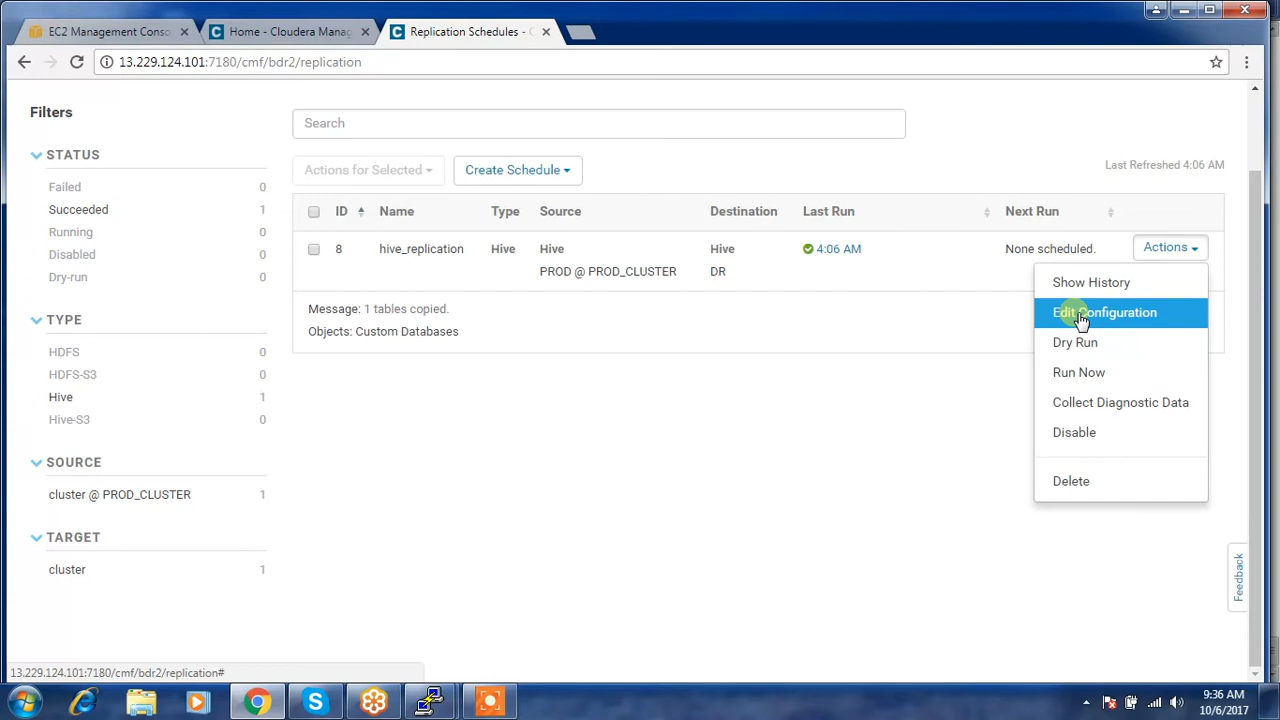 EC2 Management Conso
Home - Cloudera Manag
Replication Schedules - C
13.229.124.101:7180/cmf/bdr2/replication
Filters
STATUS
Failed 0
Succeeded 1
Running 0
Disabled 0
Dry-run 0
TYPE
HDFS 0
HDFS-S3 0
Hive 1
Hive-S3 0
SOURCE
cluster @ PROD_CLUSTER 1
TARGET
cluster 1
Search
Actions for Selected
Create Schedule
Last Refreshed 4:06 AM
ID Name Type Source Destination Last Run Next Run
8 hive_replication Hive Hive Hive 4:06 AM None scheduled. Actions
PROD @ PROD_CLUSTER DR
Message: 1 tables copied.
Objects: Custom Databases
Show History
Edit Configuration
Dry Run
Run Now
Collect Diagnostic Data
Disable
Delete
Feedback
13.229.124.101:7180/cmf/bdr2/replication#
9:36 AM
10/6/2017